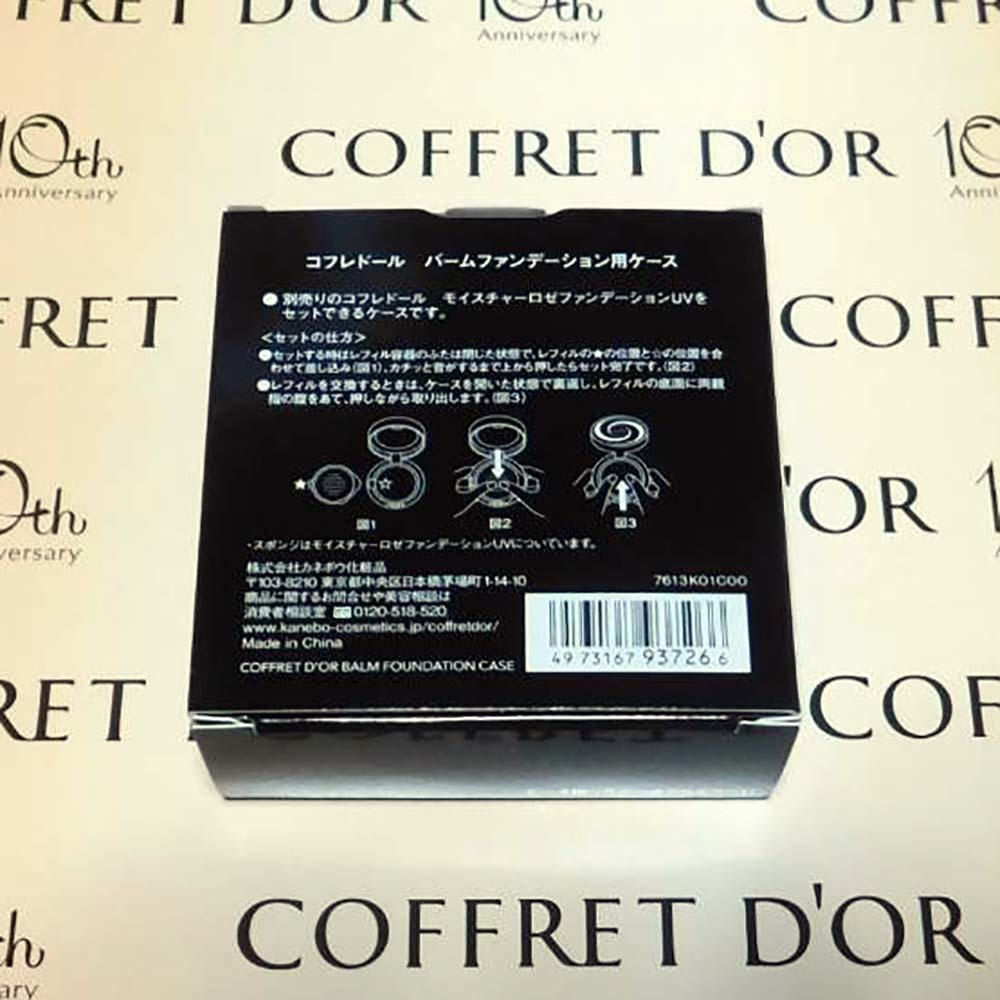 FRET D'OR 10th COFFRE
Anniversary
10th COFFRET D'OR 10
Anniversary Anni
コフレドール バームファンデーション用ケース
● 別売りのコフレドール モイスチャーロゼファンデーションUVを
セットできるケースです。
FRET
COFF
<セットの仕方>
●セットする時はレフィル容器のふたは閉じた状態で、レフィルの★の位置と☆の位置を合
わせて差し込み(図1)、カチッと音がするまで上から押したらセット完了です。(図2)
●レフィルを交換するときは、ケースを開いた状態で裏返し、レフィルの底面に両親
指の腹をあて、押しながら取り出します。(図3)
★ ☆
図1 図2 図3
0th
versary
'OR
・スポンジはモイスチャーロゼファンデーションUVについています。
株式会社カネボウ化粧品
〒103-8210 東京都中央区日本橋茅場町1-14-10 7613K01C00
商品に関するお問合せや美容相談は
消費者相談室 0120-518-520
www.kanebo-cosmetics.jp/coffretdor/
Made in China
COFFRET D'OR BALM FOUNDATION CASE
4973167937266
RET
COF
th COFFRET D'OR
ary